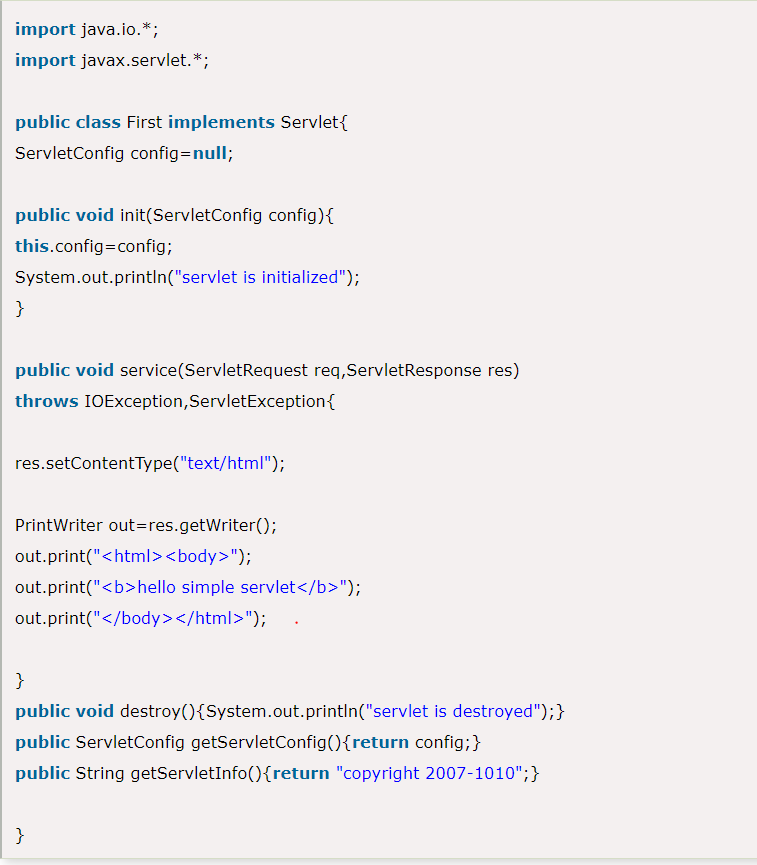 import java.io.*;
import javax.servlet.*;
public class First implements Servlet{
ServletConfig config=null;
public void init(ServletConfig config){
this.config=config;
System.out.println("servlet is initialized");
}
public void service(ServletRequest req,ServletResponse res)
throws IOException,ServletException{
res.setContentType("text/html");
PrintWriter out=res.getWriter();
out.print("<html><body>");
out.print("<b>hello simple servlet</b>");
out.print("</body></html>");
}
public void destroy(){System.out.println("servlet is destroyed");}
public ServletConfig getServletConfig(){return config;}
public String getServletInfo(){return "copyright 2007-1010";}
}